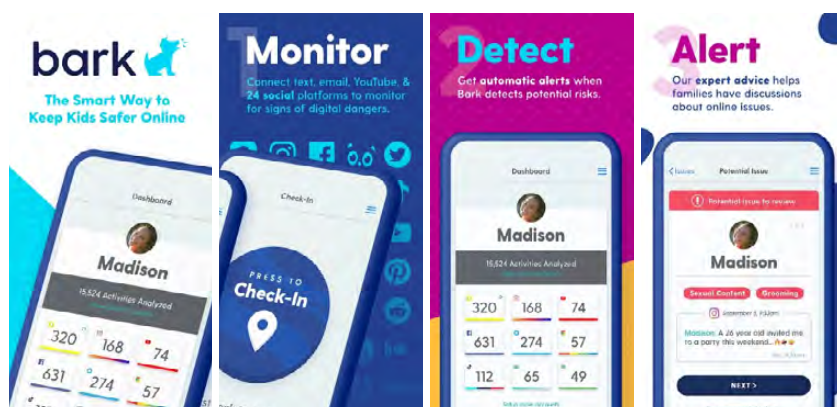 bark
The Smart Way to
Keep Kids Safer Online
Dashboard
Madison
15,524 Activities Analyzed
320
168
74
631
274
57
1
Monitor
Connect text, email, YouTube, &
24 social platforms to monitor
for signs of digital dangers.
Check-In
PRESS TO
Check-In
2
Detect
Get automatic alerts when
Bark detects potential risks.
Dashboard
Madison
15,524 Activities Analyzed
320
168
74
631
274
57
112
65
49
3
Alert
Our expert advice helps
families have discussions
about online issues.
Issues
Potential Issue
Potential issue to review
Madison
Sexual Content
Grooming
Madison: A 26 year old invited me
to a party this weekend...
NEXT >